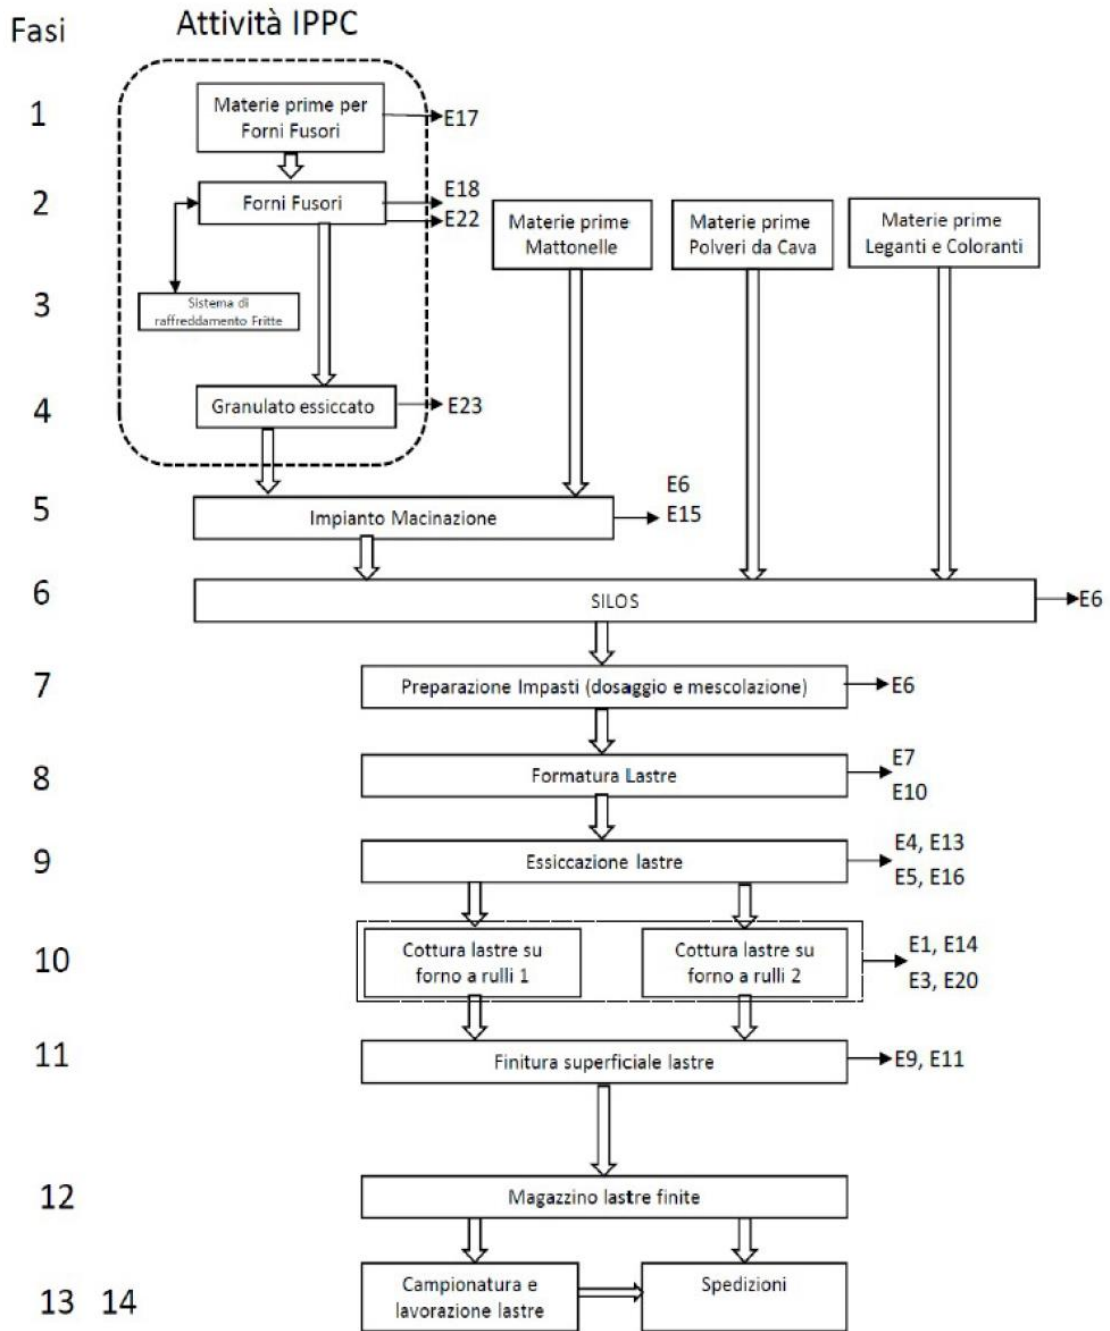 Fasi
Attività IPPC
1
Materie prime per
Forni Fusori
E17
2
Forni Fusori
E18
E22
Materie prime
Mattonelle
Materie prime
Polveri da Cava
Materie prime
Leganti e Coloranti
3
Sistema di
raffreddamento Fritte
4
Granulato essiccato
E23
5
Impianto Macinazione
E6
E15
6
SILOS
E6
7
Preparazione Impasti (dosaggio e mescolazione)
E6
8
Formatura Lastre
E7
E10
9
Essiccazione lastre
E4, E13
E5, E16
10
Cottura lastre su
forno a rulli 1
Cottura lastre su
forno a rulli 2
E1, E14
E3, E20
11
Finitura superficiale lastre
E9, E11
12
Magazzino lastre finite
13 14
Campionatura e
lavorazione lastre
Spedizioni